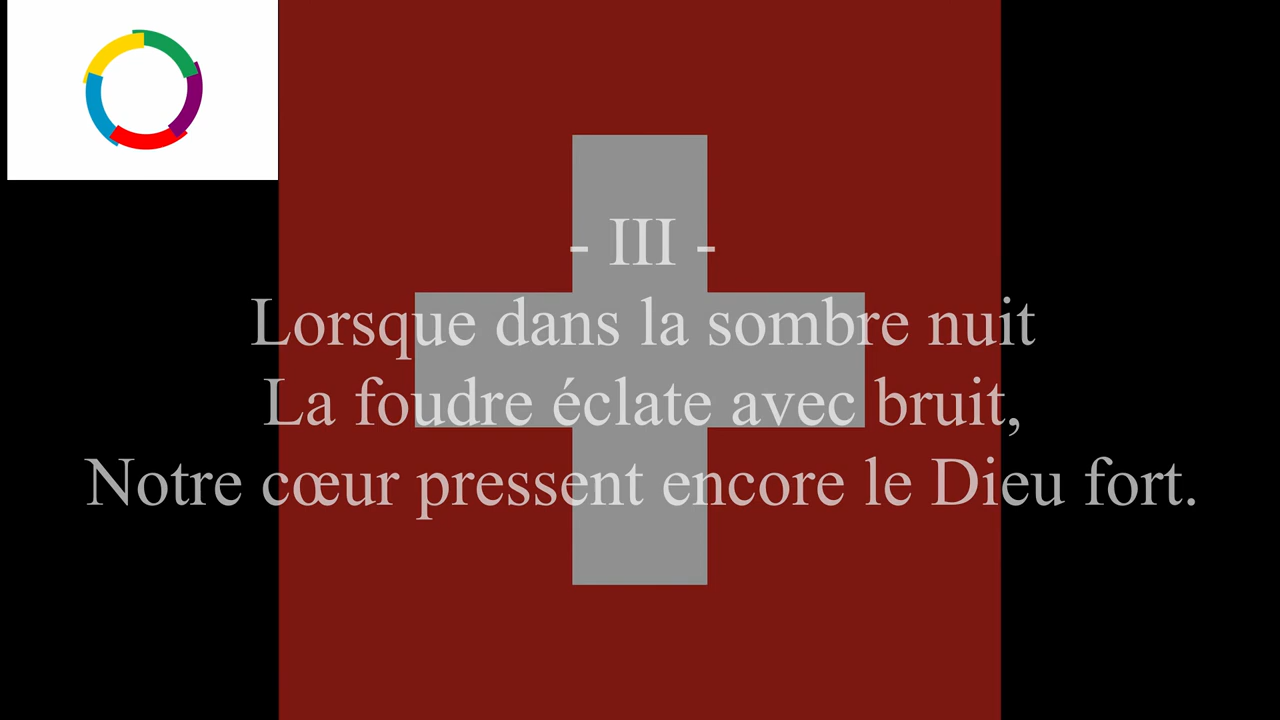 - III -
Lorsque dans la sombre nuit
La foudre éclate avec bruit,
Notre cœur pressent encore le Dieu fort.